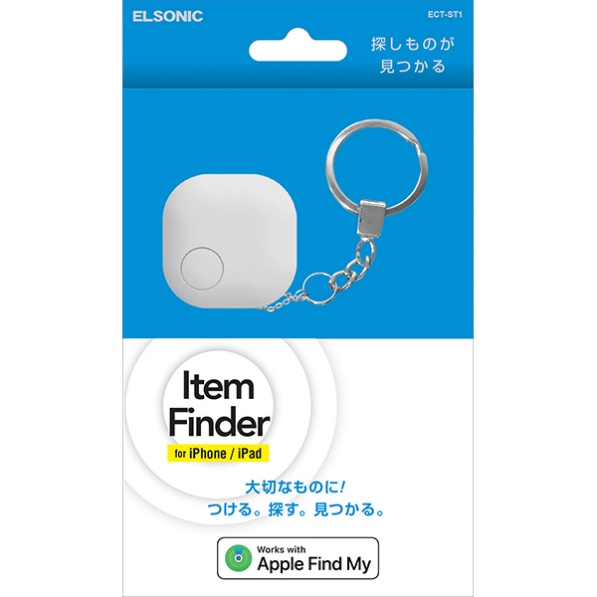 ELSONIC
ECT-ST1
探しものが
見つかる
Item
Finder
for iPhone / iPad
大切なものに!
つける。探す。見つかる。
Works with
Apple Find My